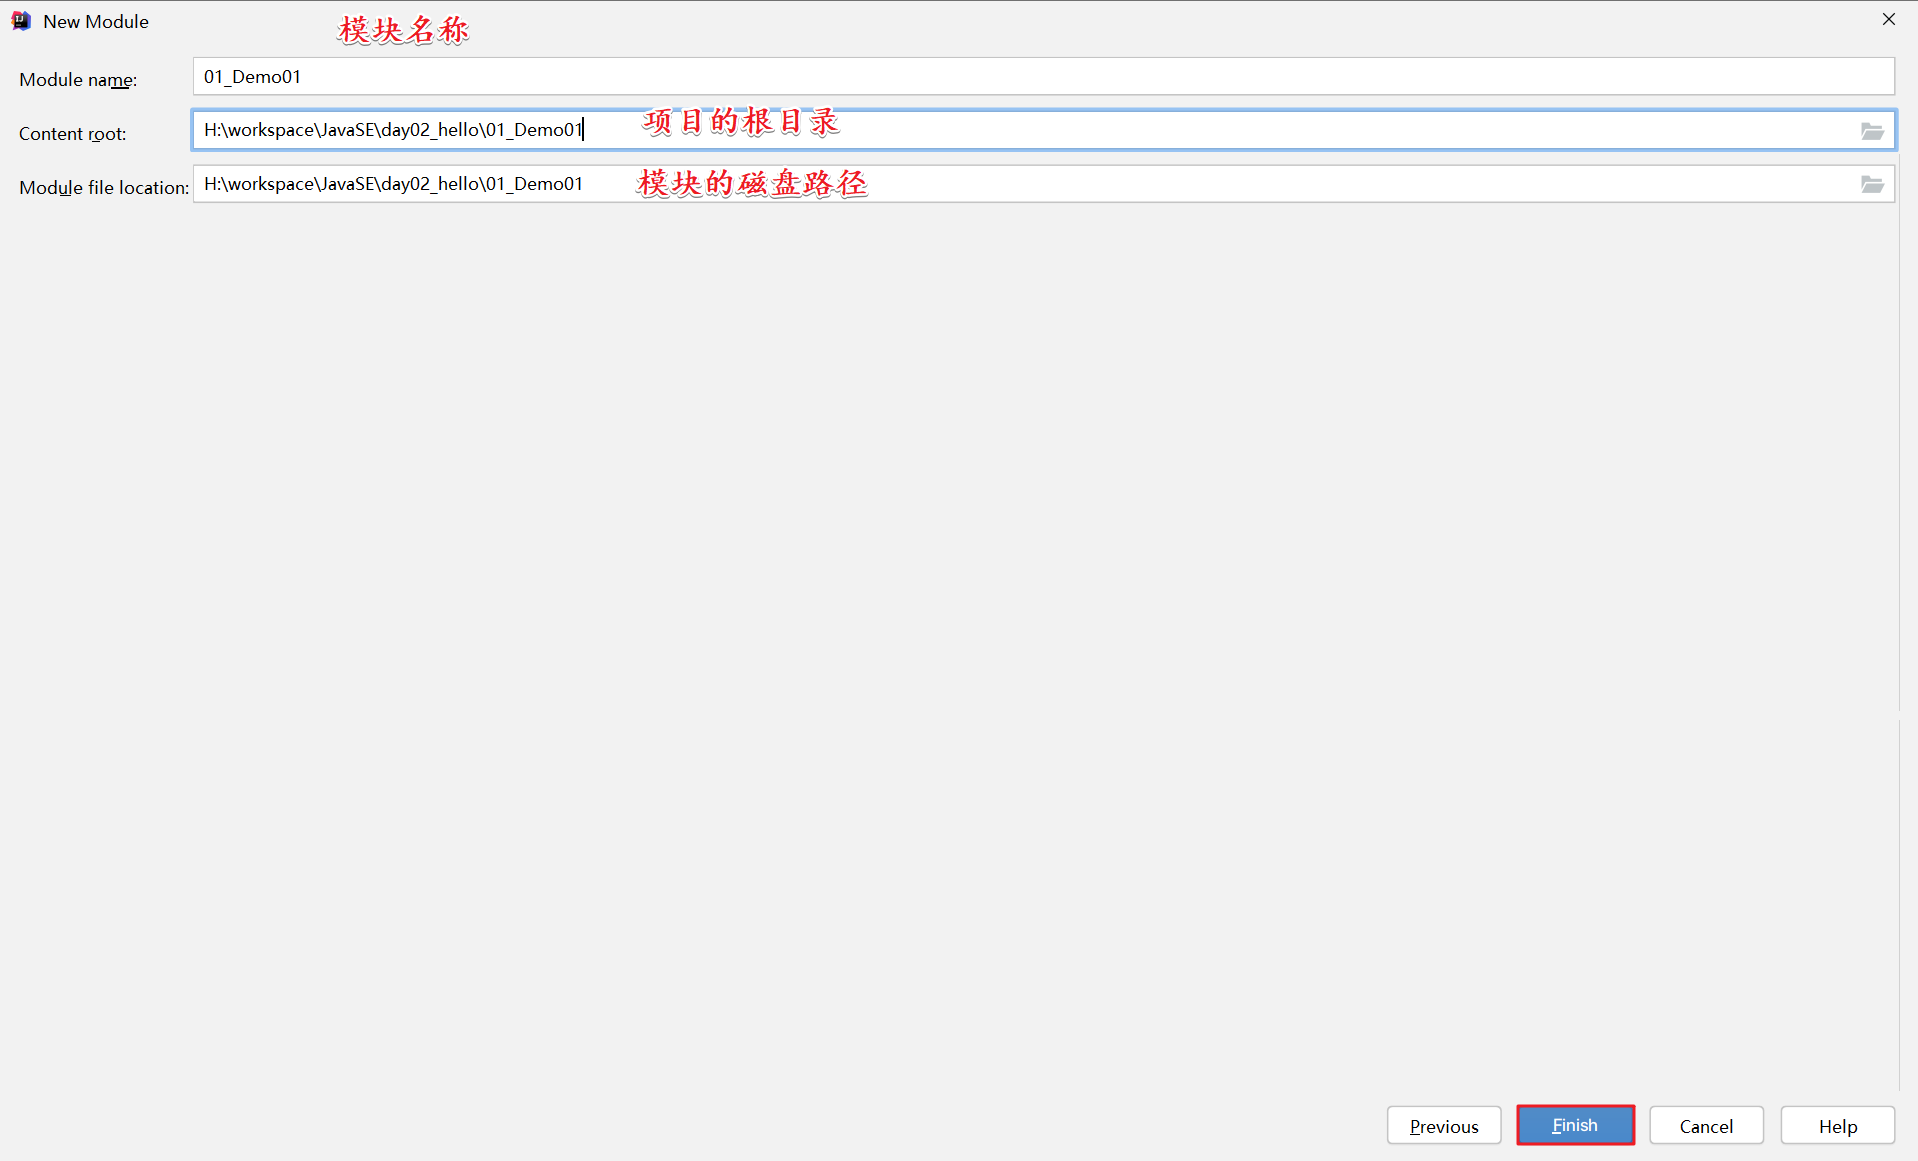 New Module
模块名称
Module name:
01_Demo01
Content root:
H:\workspace\JavaSE\day02_hello\01_Demo01
项目的根目录
Module file location:
H:\workspace\JavaSE\day02_hello\01_Demo01
模块的磁盘路径
Previous
Finish
Cancel
Help